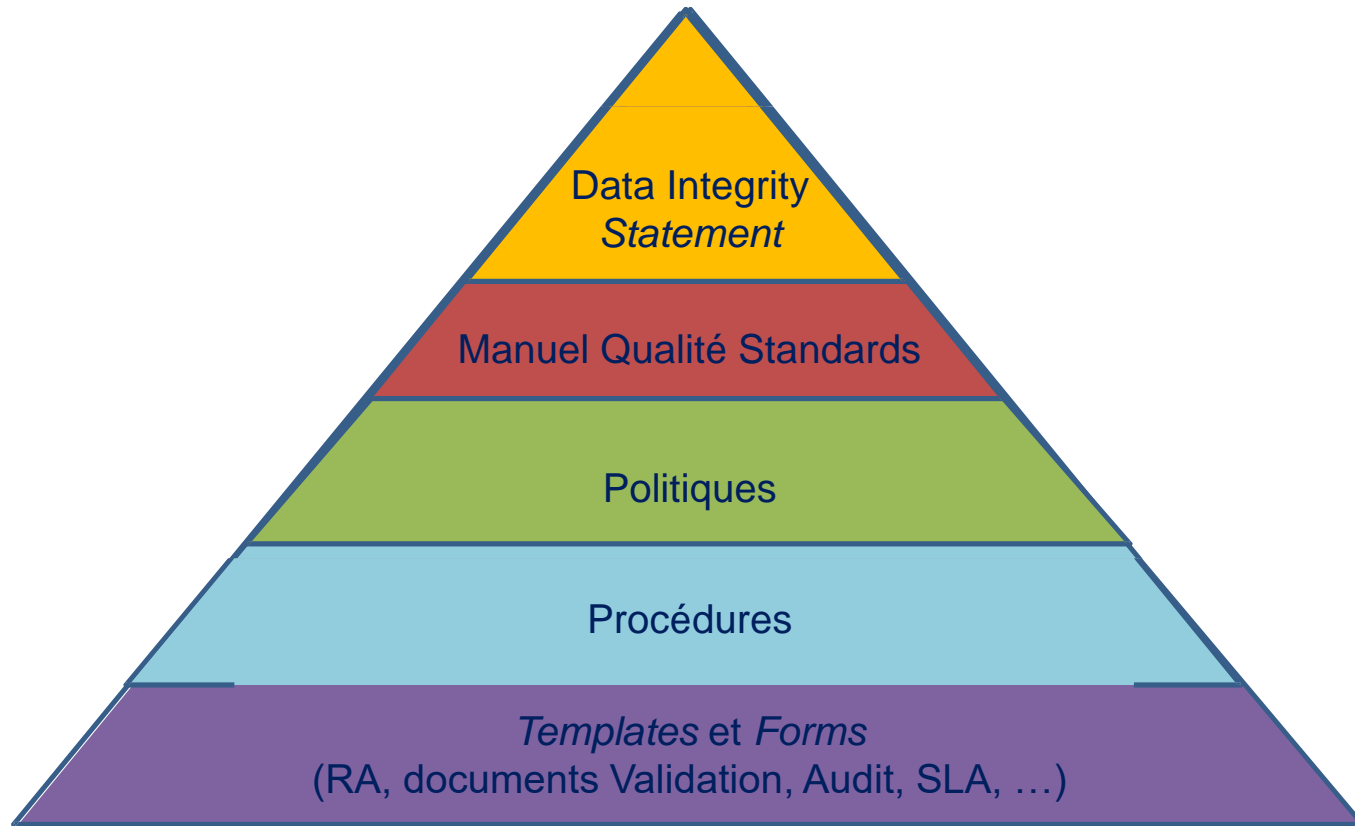 Data Integrity
Statement
Manuel Qualité Standards
Politiques
Procédures
Templates et Forms
(RA, documents Validation, Audit, SLA, …)